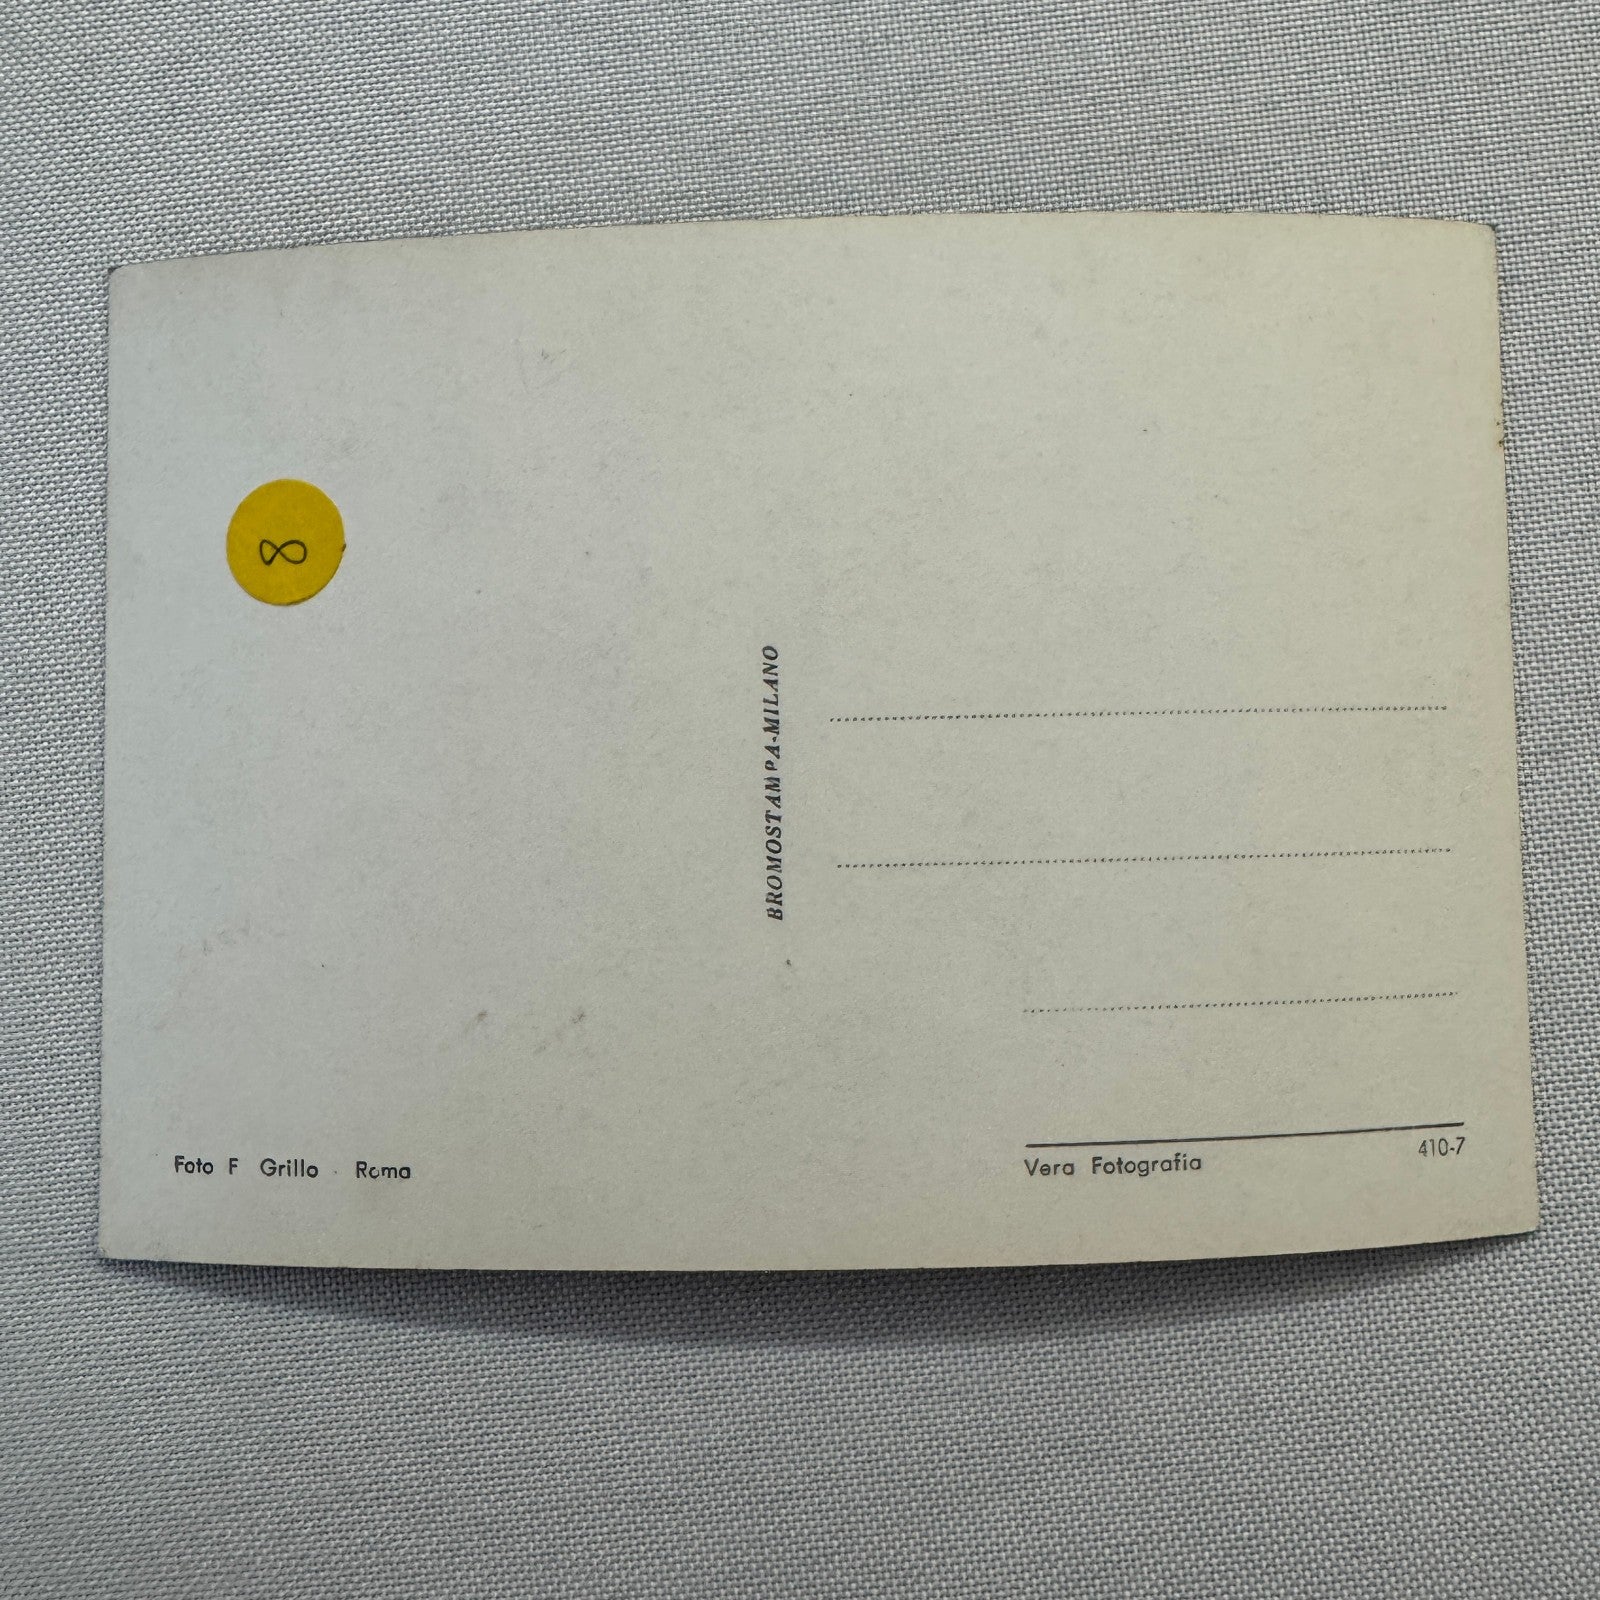 8
BROMOSTAMPA-MILANO
Foto F Grillo - Roma
Vera Fotografia
410-7